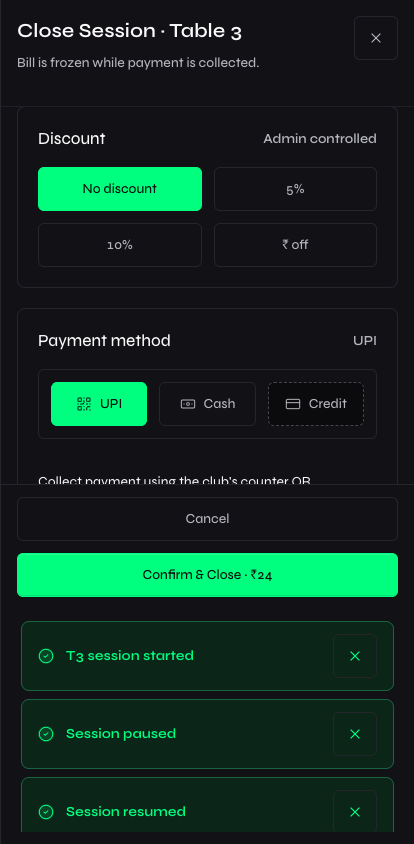 Close Session · Table 3
Bill is frozen while payment is collected.
Discount
Admin controlled
No discount
5%
10%
₹ off
Payment method
UPI
UPI
Cash
Credit
Collect payment using the club's counter QR
Cancel
Confirm & Close · ₹24
T3 session started
Session paused
Session resumed